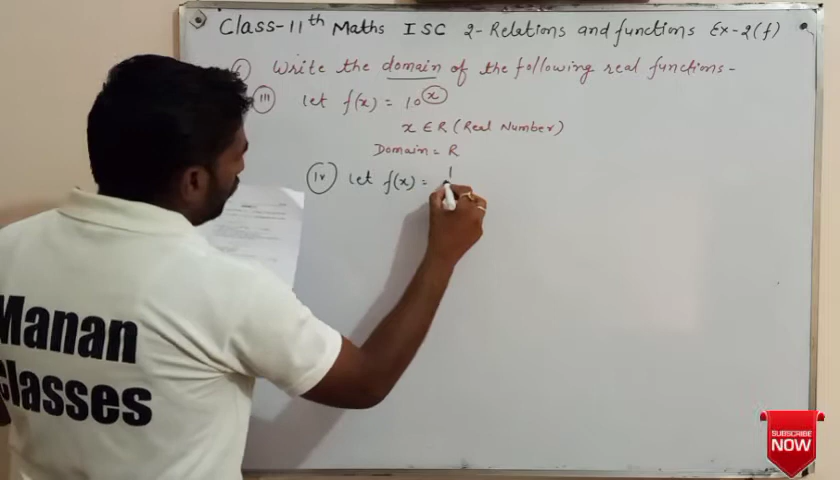 Class-11th Maths ISC 2-Relations and functions Ex-2(f)
Write the domain of the following real functions-
(iii) let f(x) = 10^x
x ∈ R (Real Number)
Domain = R
(iv) let f(x) = 1
Manan
Classes
SUBSCRIBE
NOW